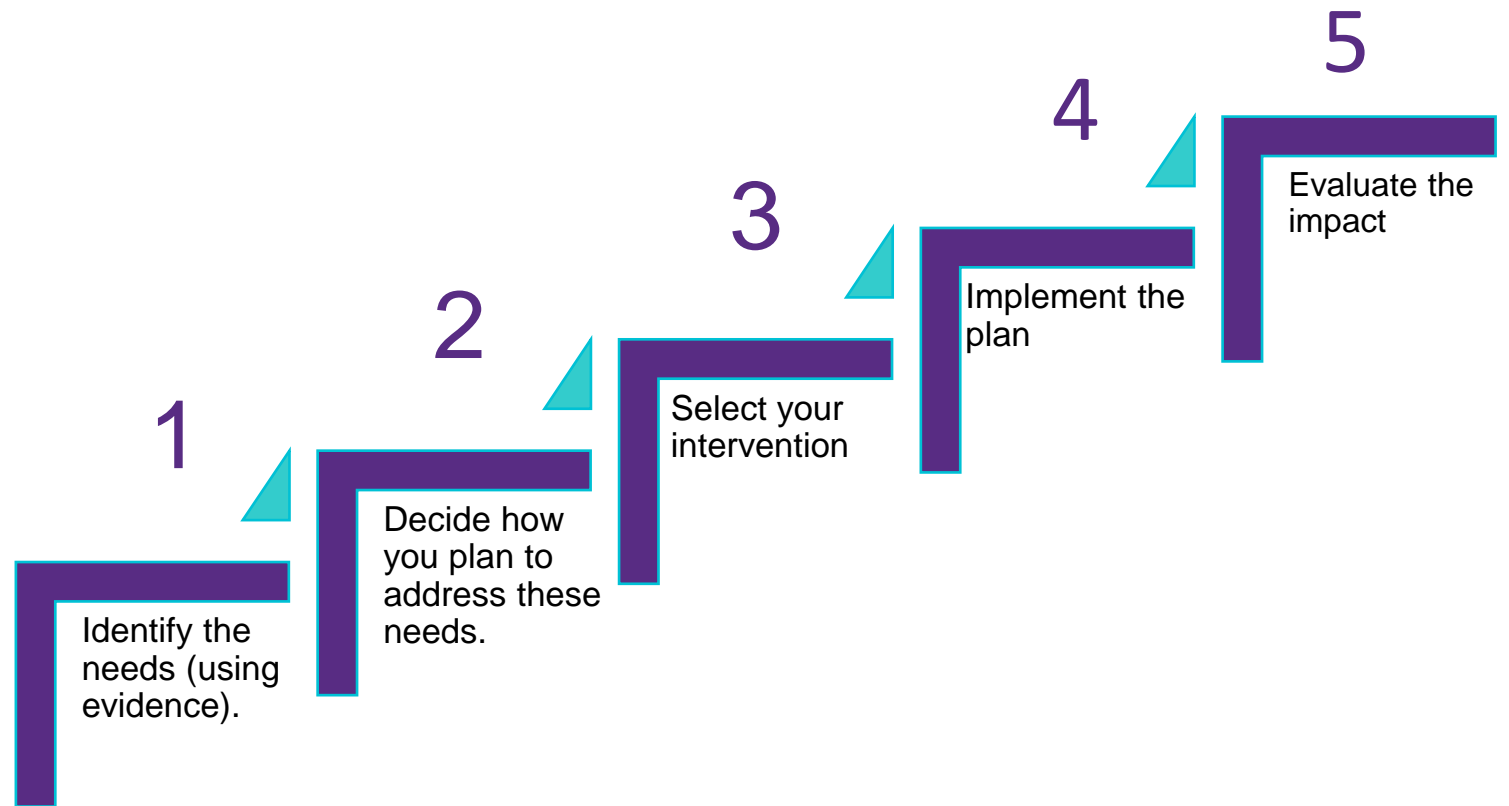 1
Identify the
needs (using
evidence).
2
Decide how
you plan to
address these
needs.
3
Select your
intervention
4
Implement the
plan
5
Evaluate the
impact